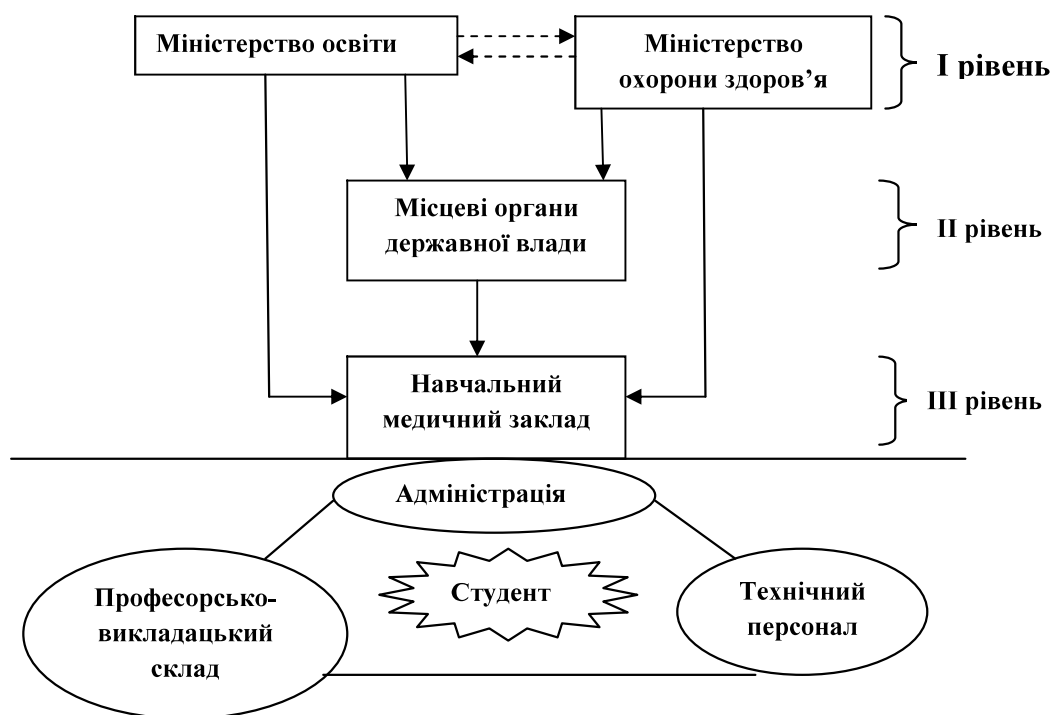 Міністерство освіти
Міністерство
охорони здоров’я
І рівень
Місцеві органи
державної влади
ІІ рівень
Навчальний
медичний заклад
ІІІ рівень
Адміністрація
Професорсько-
викладацький
склад
Студент
Технічний
персонал